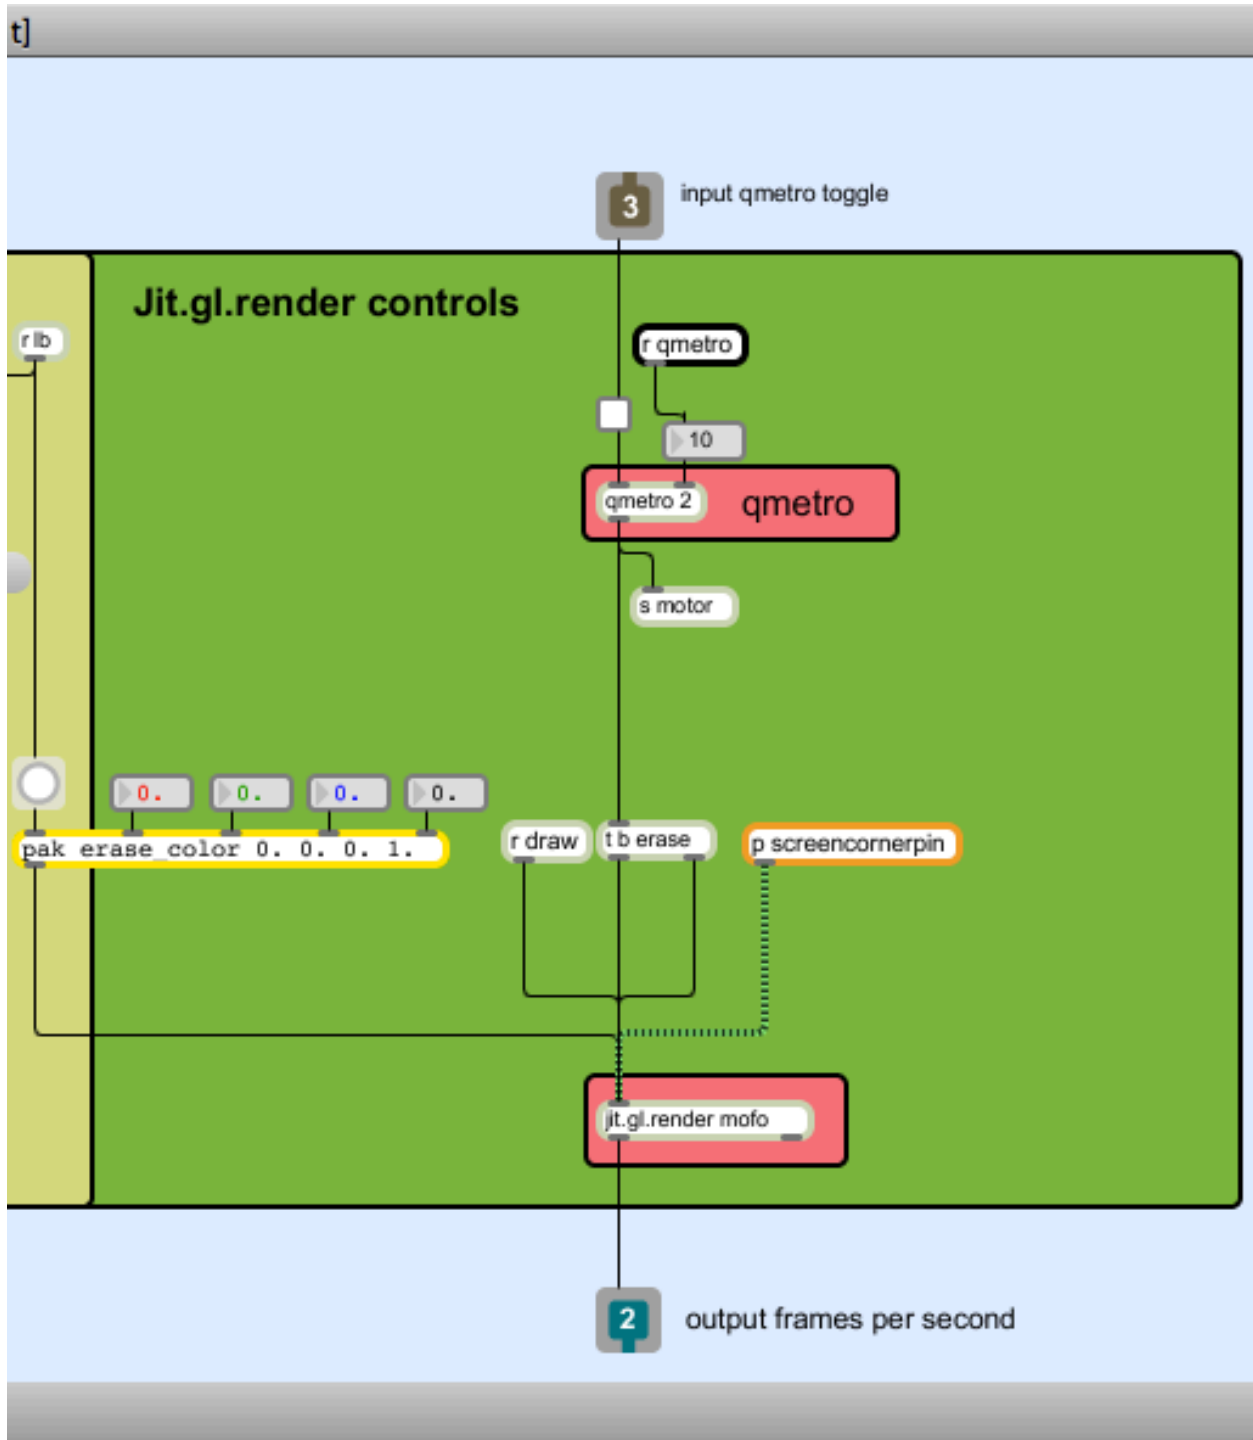 t]
3
input qmetro toggle
Jit.gl.render controls
r lb
r qmetro
10
qmetro 2
qmetro
s motor
0.
0.
0.
0.
pak erase_color 0. 0. 0. 1.
r draw
t b erase
p screencornerpin
jit.gl.render mofo
2
output frames per second